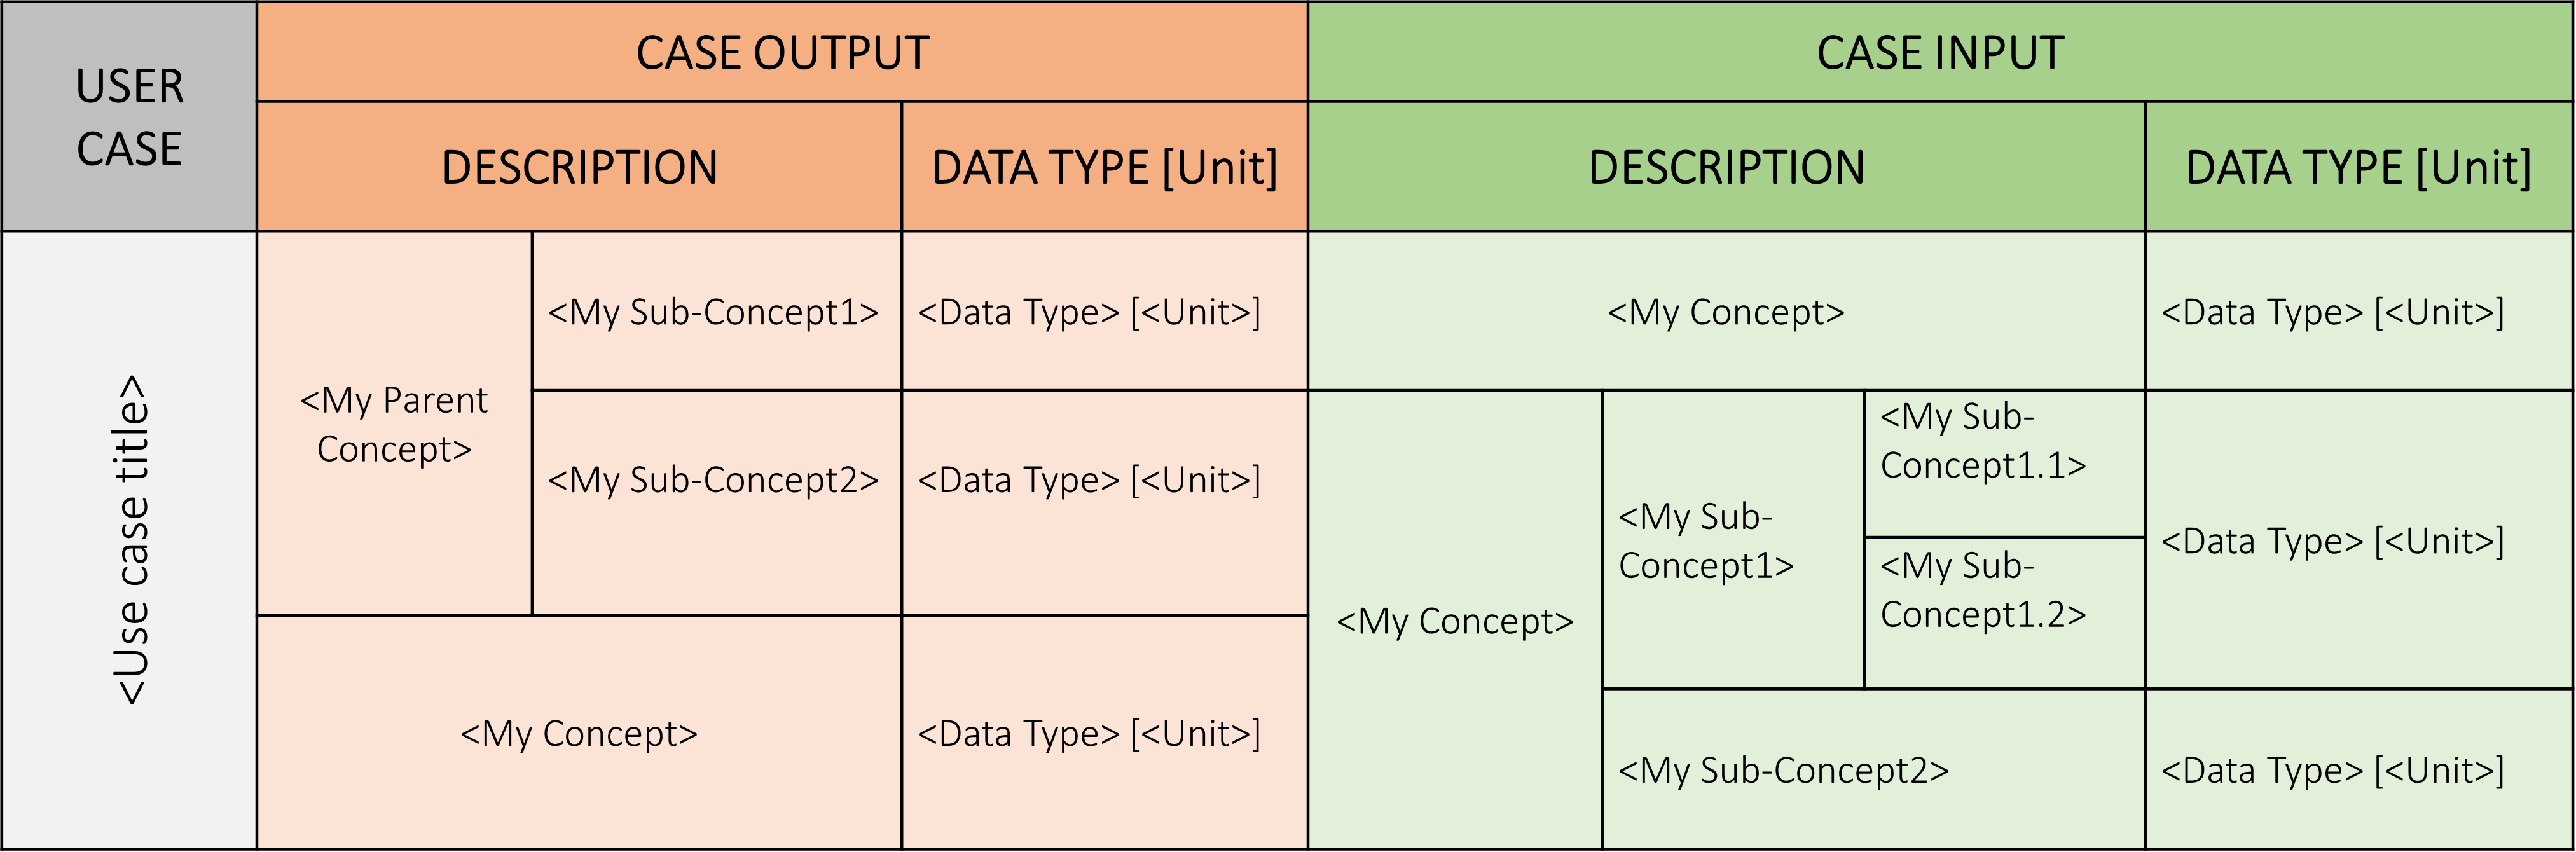 USER
CASE
CASE OUTPUT
CASE INPUT
DESCRIPTION
DATA TYPE [Unit]
DESCRIPTION
DATA TYPE [Unit]
<Use case title>
<My Parent
Concept>
<My Sub-Concept1>
<Data Type> [<Unit>]
<My Sub-Concept2>
<Data Type> [<Unit>]
<My Concept>
<Data Type> [<Unit>]
<My Concept>
<Data Type> [<Unit>]
<My Concept>
<My Sub-
Concept1>
<My Sub-
Concept1.1>
<My Sub-
Concept1.2>
<Data Type> [<Unit>]
<My Sub-Concept2>
<Data Type> [<Unit>]